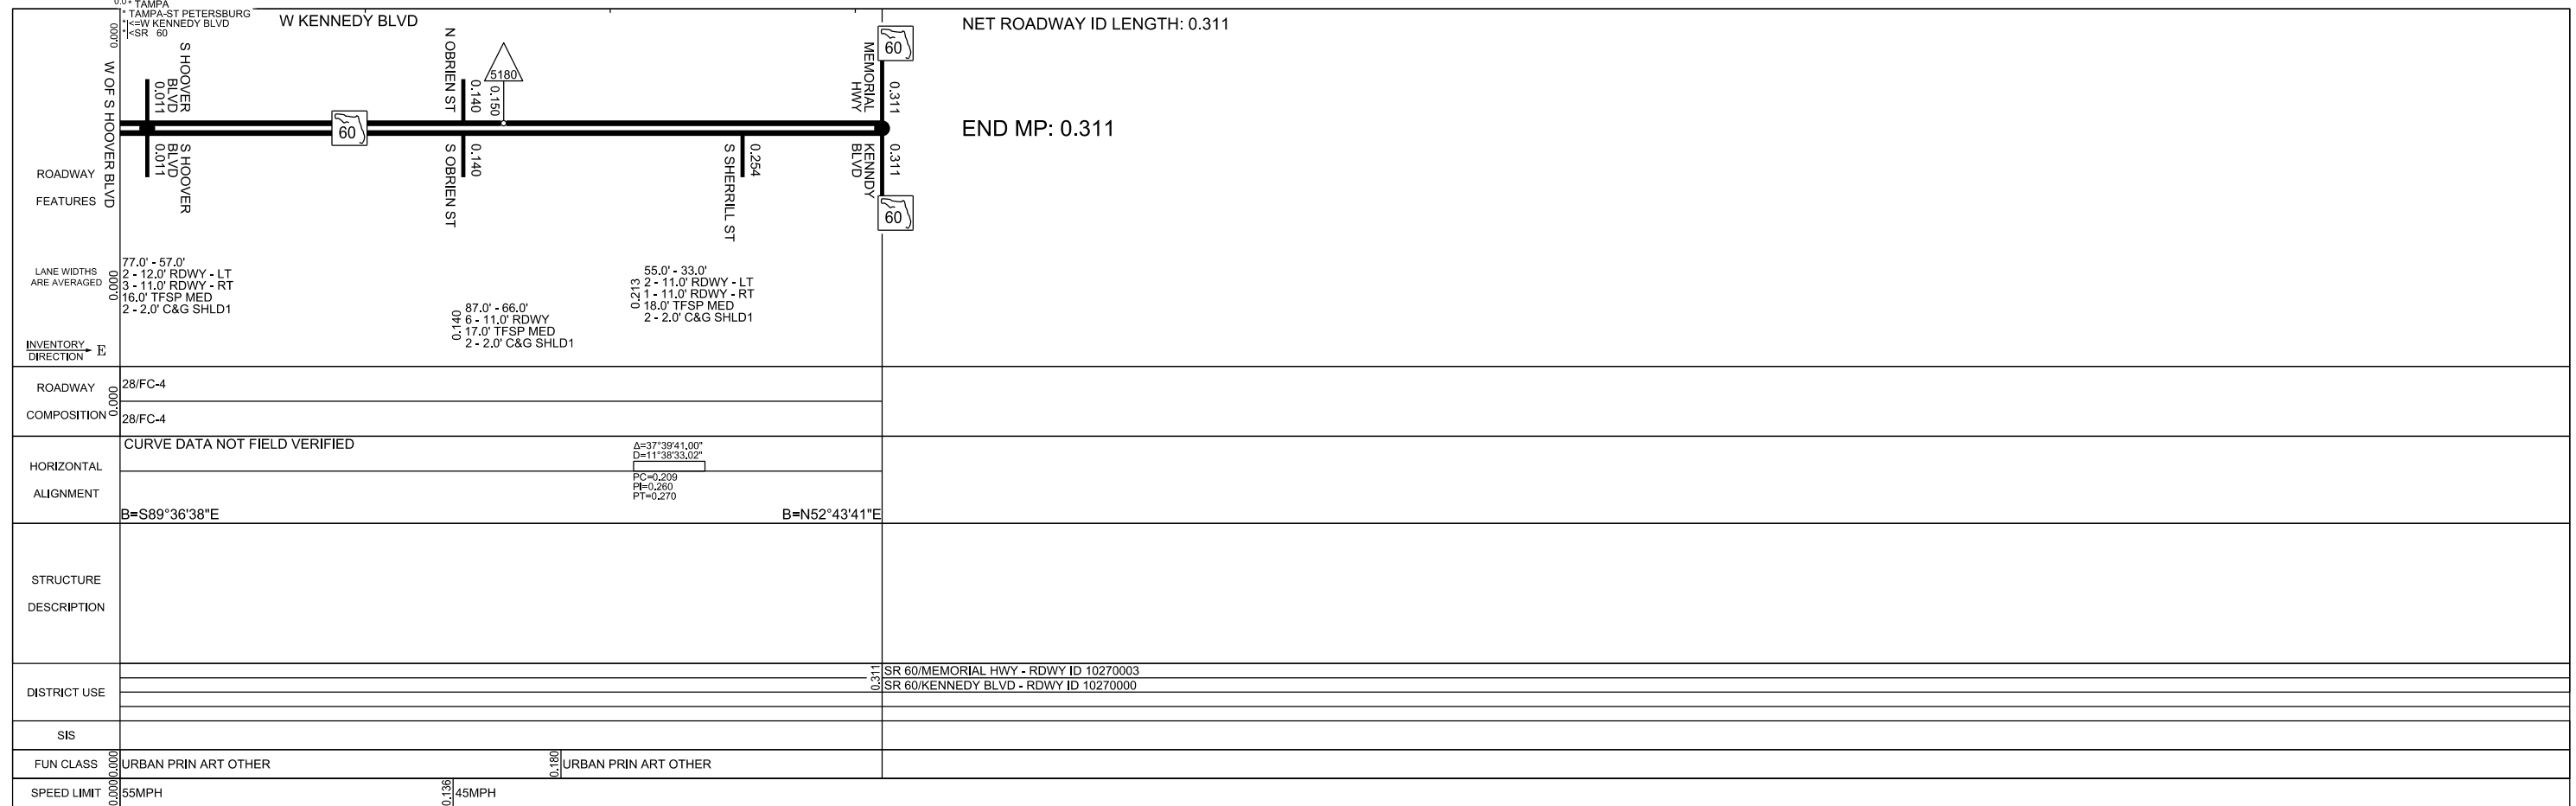 0.0 * TAMPA
* TAMPA-ST PETERSBURG
*|<=W KENNEDY BLVD
*|<SR 60
0.000
W OF S HOOVER BLVD
W KENNEDY BLVD
NET ROADWAY ID LENGTH: 0.311
END MP: 0.311
S HOOVER
BLVD
0.011
S HOOVER
BLVD
0.011
60
N OBRIEN ST
0.140
S OBRIEN ST
0.140
5180
0.150
S SHERRILL ST
0.254
MEMORIAL
HWY
0.311
60
KENNDY
BLVD
0.311
60
ROADWAY
FEATURES
LANE WIDTHS
ARE AVERAGED
0.000
77.0' - 57.0'
2 - 12.0' RDWY - LT
3 - 11.0' RDWY - RT
16.0' TFSP MED
2 - 2.0' C&G SHLD1
0.140
87.0' - 66.0'
6 - 11.0' RDWY
17.0' TFSP MED
2 - 2.0' C&G SHLD1
0.213
55.0' - 33.0'
2 - 11.0' RDWY - LT
1 - 11.0' RDWY - RT
18.0' TFSP MED
2 - 2.0' C&G SHLD1
INVENTORY
DIRECTION
E
ROADWAY
COMPOSITION
0.000
28/FC-4
28/FC-4
HORIZONTAL
ALIGNMENT
CURVE DATA NOT FIELD VERIFIED
Δ=37°39'41.00"
D=11°38'33.02"
PC=0.209
PI=0.260
PT=0.270
B=S89°36'38"E
B=N52°43'41"E
STRUCTURE
DESCRIPTION
DISTRICT USE
0.311
SR 60/MEMORIAL HWY - RDWY ID 10270003
SR 60/KENNEDY BLVD - RDWY ID 10270000
SIS
FUN CLASS
0.000
URBAN PRIN ART OTHER
0.180
URBAN PRIN ART OTHER
SPEED LIMIT
0.000
55MPH
0.136
45MPH